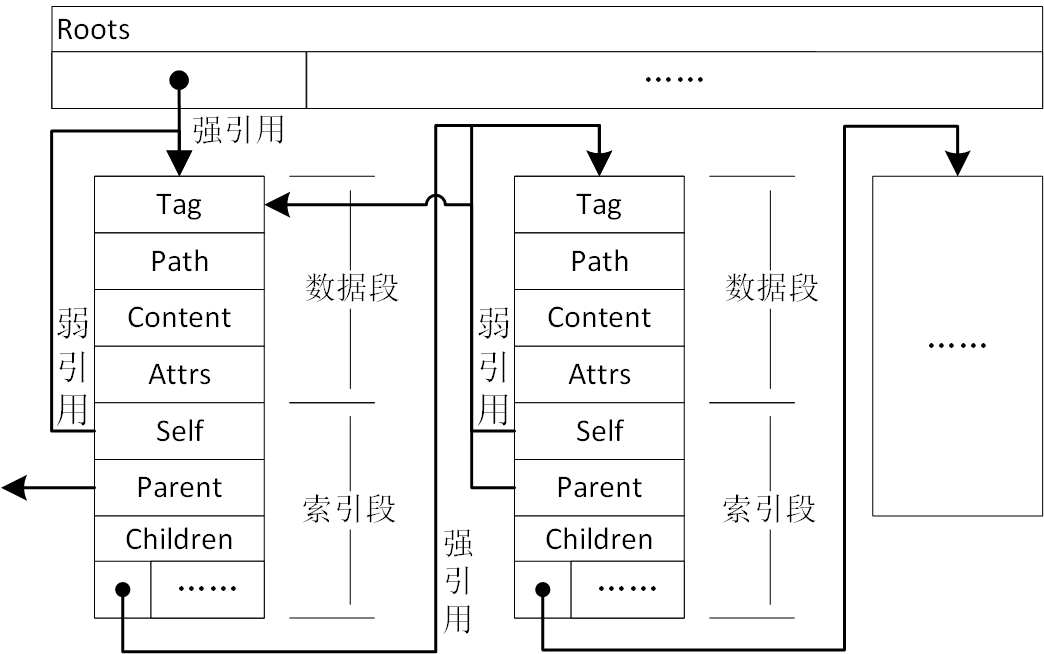 Roots
……
强引用
Tag
Path
Content
Attrs
Self
Parent
Children
……
弱引用
数据段
索引段
强引用
Tag
Path
Content
Attrs
Self
Parent
Children
……
弱引用
数据段
索引段
……